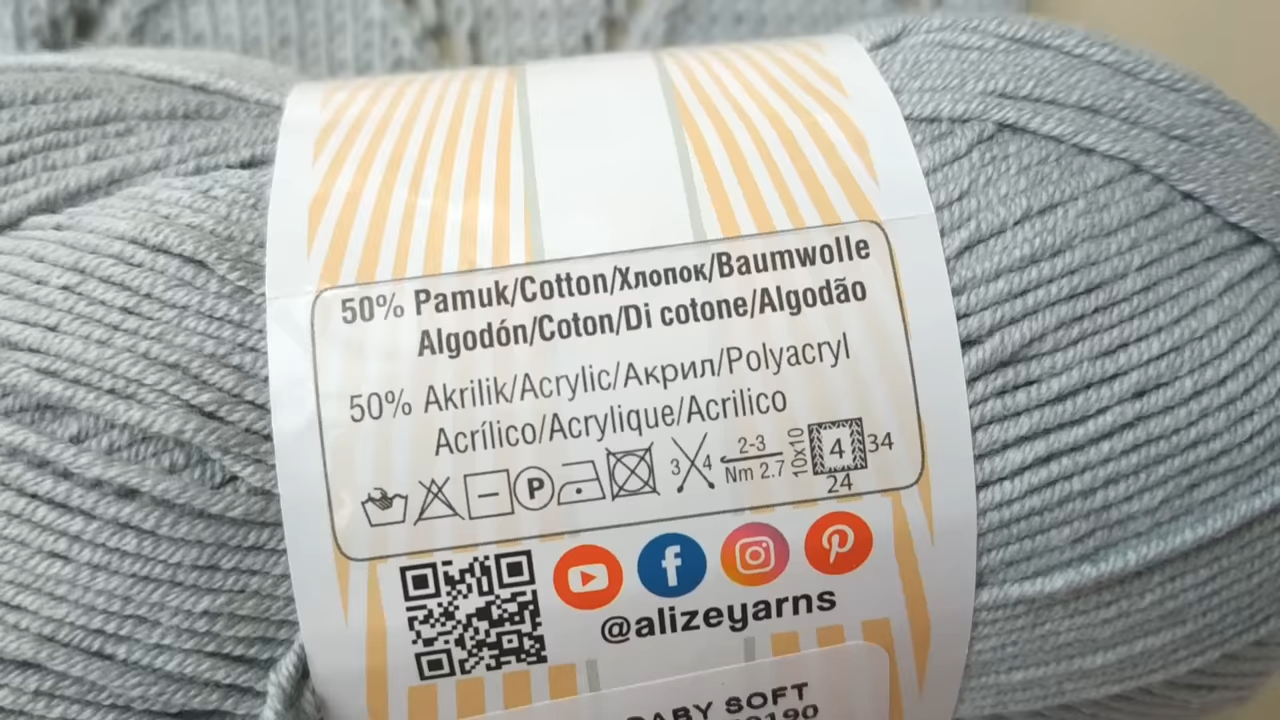 50% Pamuk/Cotton/Хлопок/Baumwolle
Algodón/Coton/Di cotone/Algodão
50% Akrilik/Acrylic/Акрил/Polyacryl
Acrílico/Acrylique/Acrilico
P
3 4
2-3
Nm 2.7
10x10
4
34
24
@alizeyarns
SOFT